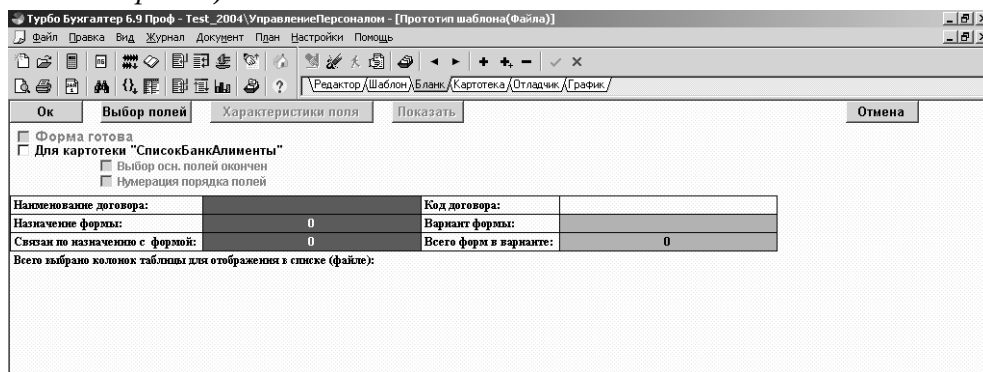 Турбо Бухгалтер 6.9 Проф - Test_2004\УправлениеПерсоналом - [Прототип шаблона(Файла)]
Файл Правка Вид Журнал Документ План Настройки Помощь
\Редактор/Шаблон\Бланк/Картотека/Отладчик/График/
Ок Выбор полей Характеристики поля Показать Отмена
Форма готова
Для картотеки "СписокБанкАлименты"
Выбор осн. полей окончен
Нумерация порядка полей
Наименование договора: Код договора:
Назначение формы: 0 Вариант формы:
Связан по назначению с формой: 0 Всего форм в варианте: 0
Всего выбрано колонок таблицы для отображения в списке (файле):